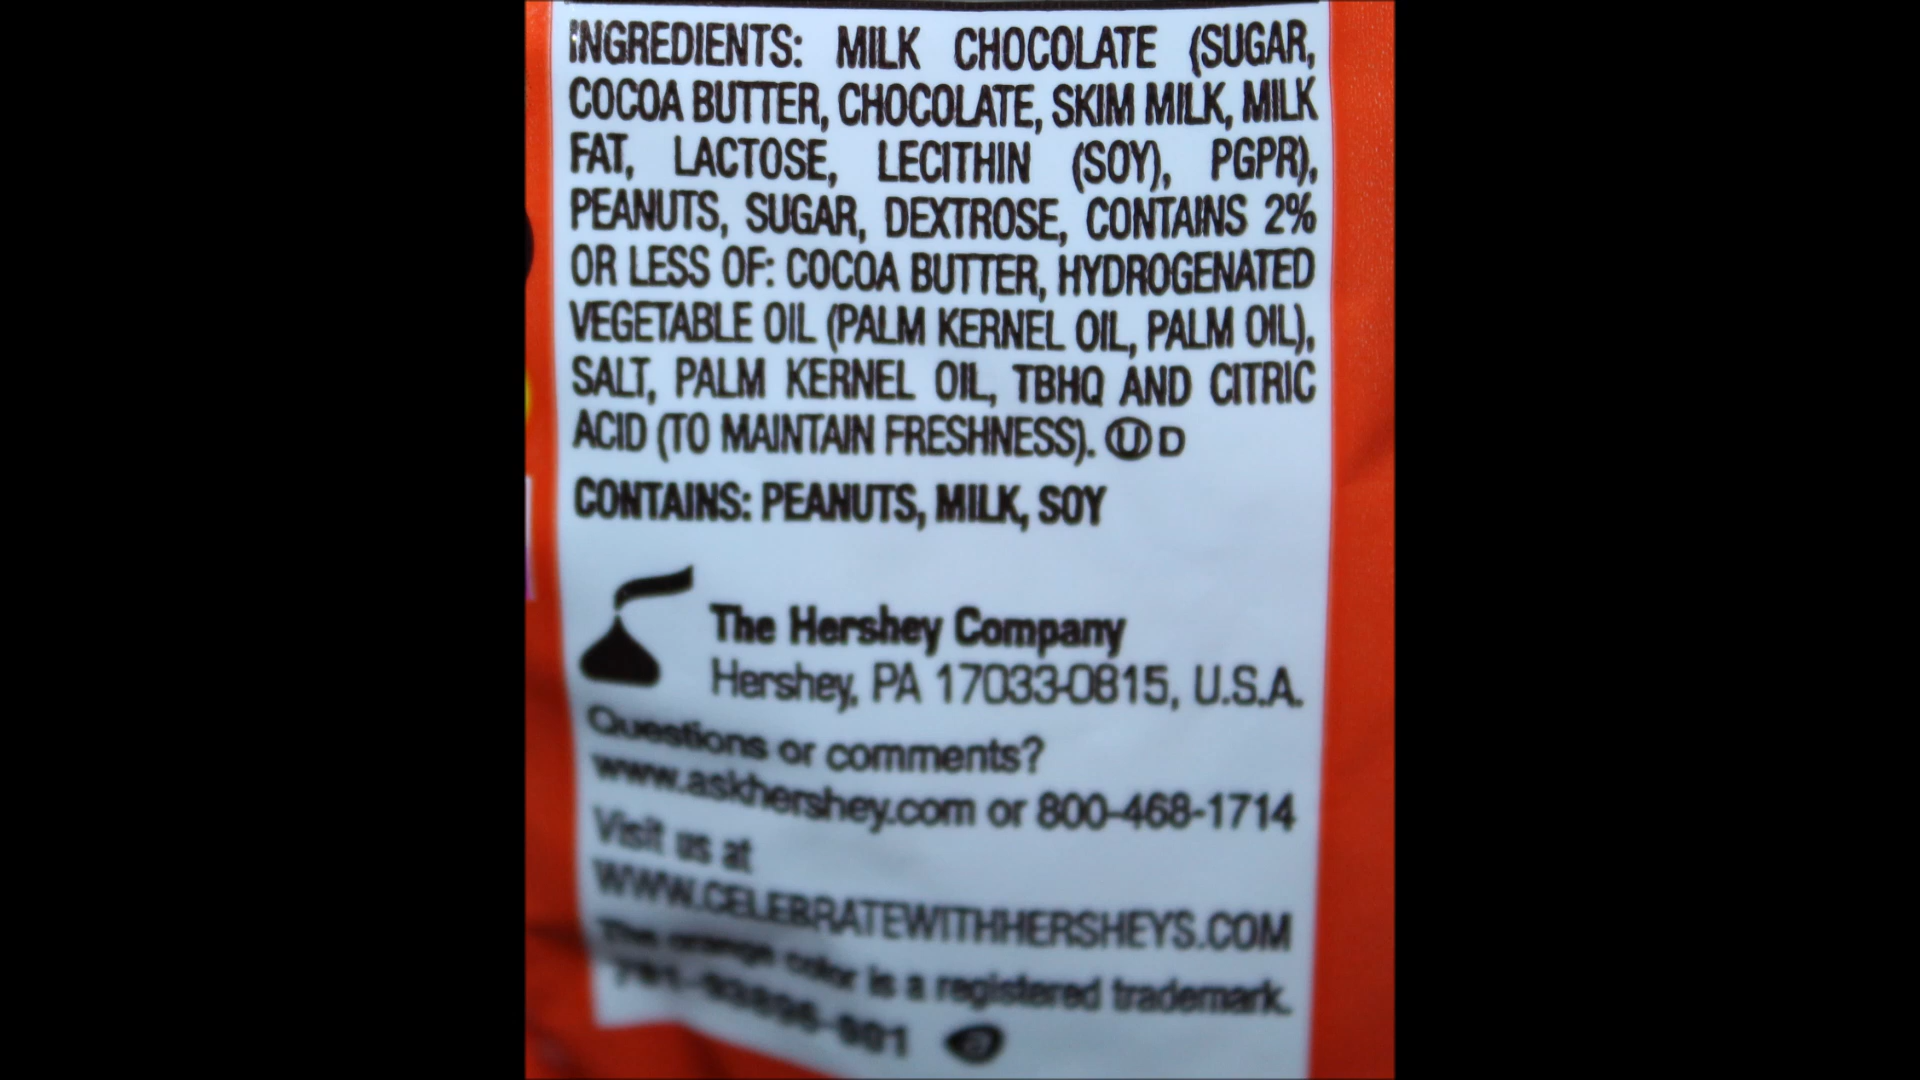 INGREDIENTS: MILK CHOCOLATE (SUGAR,
COCOA BUTTER, CHOCOLATE, SKIM MILK, MILK
FAT, LACTOSE, LECITHIN (SOY), PGPR),
PEANUTS, SUGAR, DEXTROSE, CONTAINS 2%
OR LESS OF: COCOA BUTTER, HYDROGENATED
VEGETABLE OIL (PALM KERNEL OIL, PALM OIL),
SALT, PALM KERNEL OIL, TBHQ AND CITRIC
ACID (TO MAINTAIN FRESHNESS). Ⓤ D
CONTAINS: PEANUTS, MILK, SOY
The Hershey Company
Hershey, PA 17033-0815, U.S.A.
Questions or comments?
www.askhershey.com or 800-468-1714
Visit us at
WWW.CELEBRATEWITHHERSHEYS.COM
The orange color is a registered trademark.